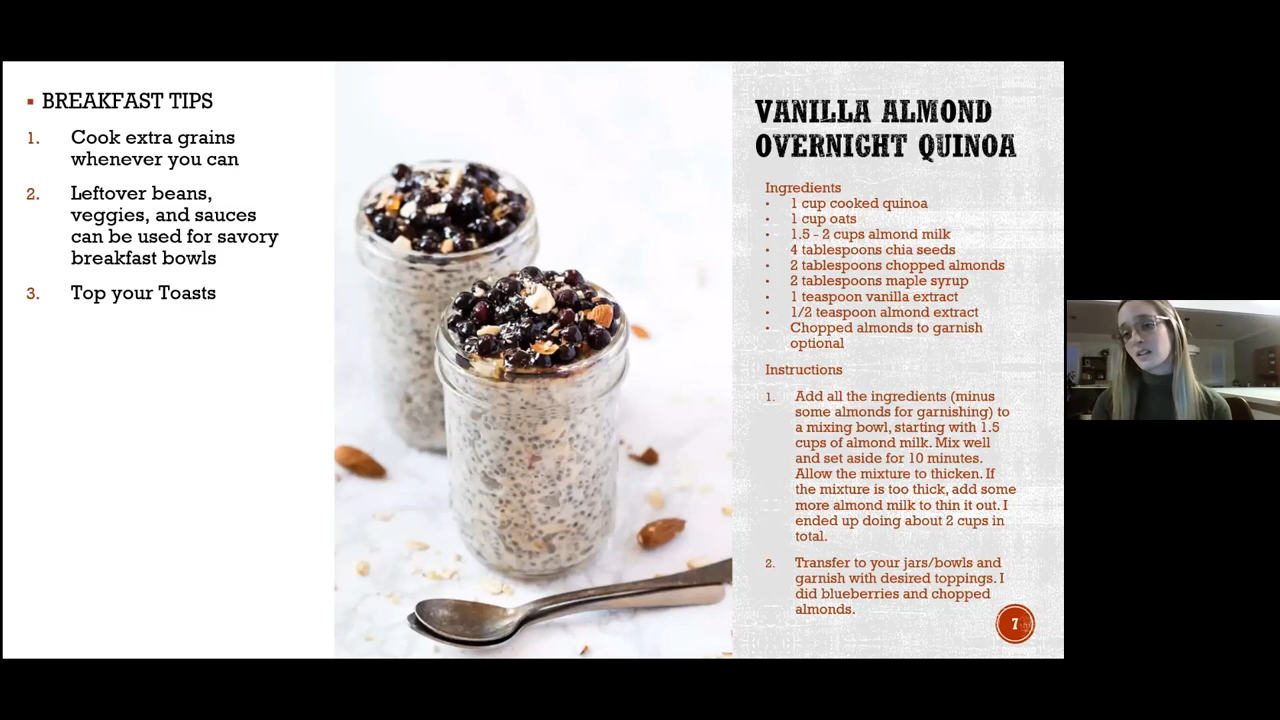 ▪ BREAKFAST TIPS
1. Cook extra grains
whenever you can
2. Leftover beans,
veggies, and sauces
can be used for savory
breakfast bowls
3. Top your Toasts
VANILLA ALMOND
OVERNIGHT QUINOA
Ingredients
• 1 cup cooked quinoa
• 1 cup oats
• 1.5 - 2 cups almond milk
• 4 tablespoons chia seeds
• 2 tablespoons chopped almonds
• 2 tablespoons maple syrup
• 1 teaspoon vanilla extract
• 1/2 teaspoon almond extract
• Chopped almonds to garnish
optional
Instructions
1. Add all the ingredients (minus
some almonds for garnishing) to
a mixing bowl, starting with 1.5
cups of almond milk. Mix well
and set aside for 10 minutes.
Allow the mixture to thicken. If
the mixture is too thick, add some
more almond milk to thin it out. I
ended up doing about 2 cups in
total.
2. Transfer to your jars/bowls and
garnish with desired toppings. I
did blueberries and chopped
almonds.
7